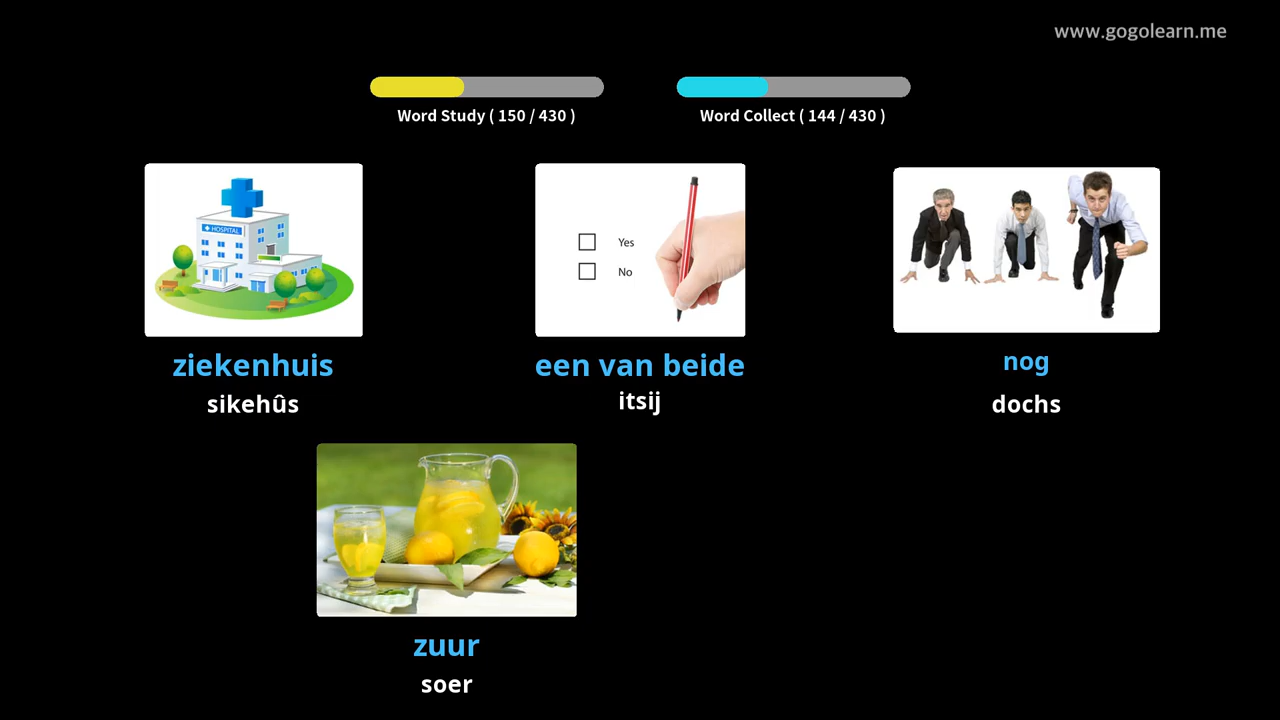 www.gogolearn.me
Word Study ( 150 / 430 )
Word Collect ( 144 / 430 )
HOSPITAL
Yes
No
ziekenhuis
een van beide
nog
sikehûs
itsij
dochs
zuur
soer